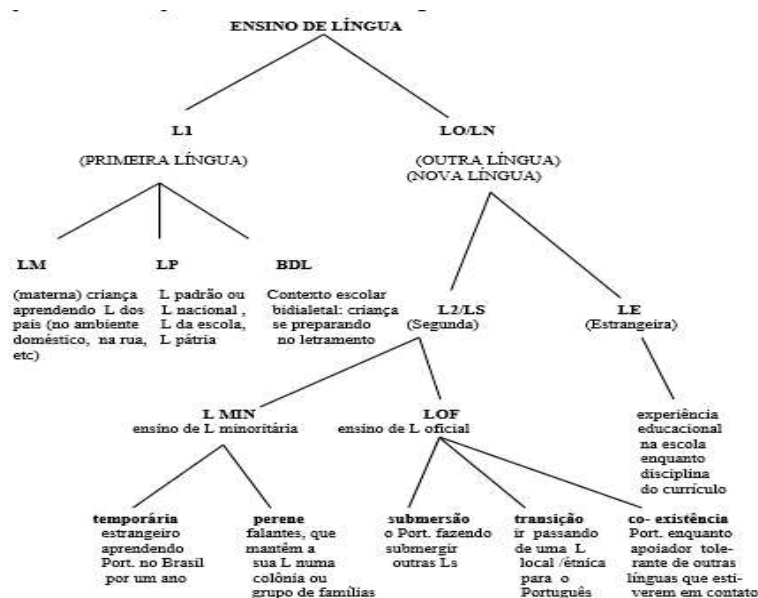 ENSINO DE LÍNGUA
L1
(PRIMEIRA LÍNGUA)
LO/LN
(OUTRA LÍNGUA)
(NOVA LÍNGUA)
LM
(materna) criança
aprendendo L dos
pais (no ambiente
doméstico, na rua,
etc)
LP
L padrão ou
L nacional ,
L da escola,
L pátria
BDL
Contexto escolar
bidialetal: criança
se preparando
no letramento
L2/LS
(Segunda)
LE
(Estrangeira)
L MIN
ensino de L minoritária
LOF
ensino de L oficial
experiência
educacional
na escola
enquanto
disciplina
do currículo
temporária
estrangeiro
aprendendo
Port. no Brasil
por um ano
perene
falantes, que
mantêm a
sua L numa
colônia ou
grupo de famílias
submersão
o Port. fazendo
submergir
outras Ls
transição
ir passando
de uma L
local /étnica
para o
Português
co- existência
Port. enquanto
apoiador tole-
rante de outras
línguas que esti-
verem em contato